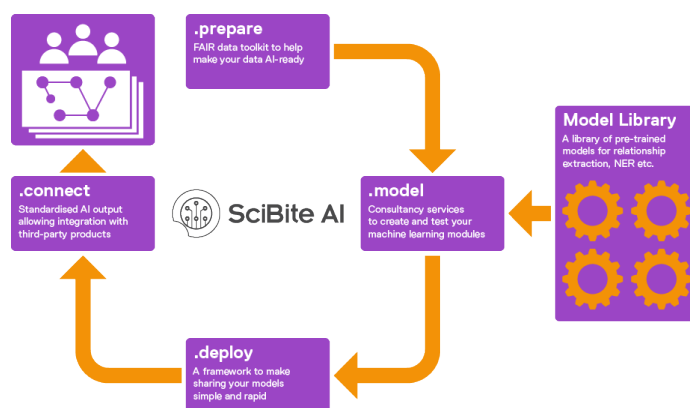 .prepare
FAIR data toolkit to help
make your data AI-ready
Model Library
A library of pre-trained
models for relationship
extraction, NER etc.
.connect
Standardised AI output
allowing integration with
third-party products
SciBite AI
.model
Consultancy services
to create and test your
machine learning modules
.deploy
A framework to make
sharing your models
simple and rapid